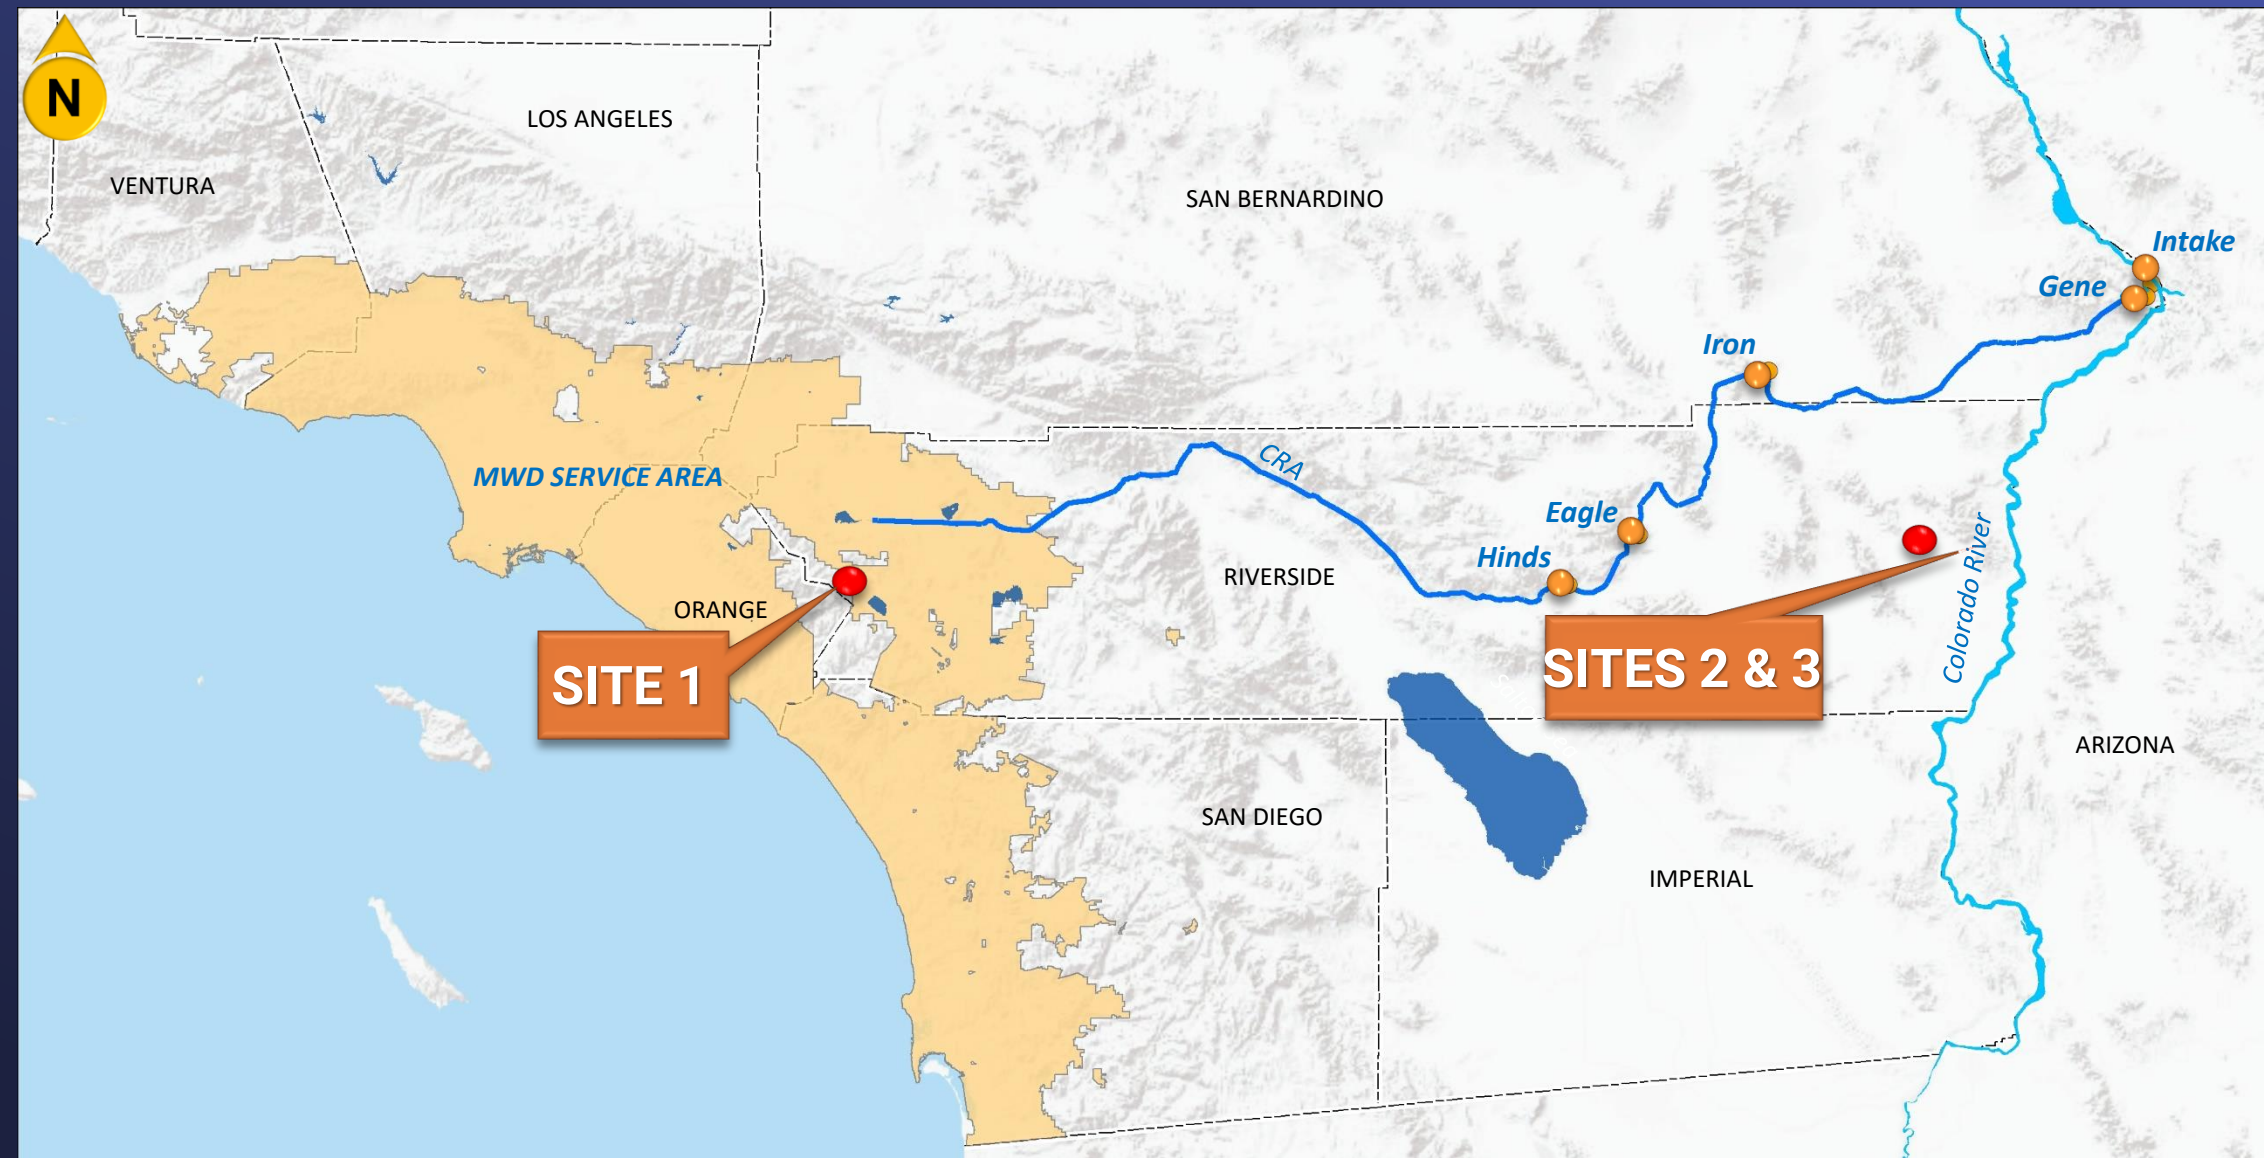 N
LOS ANGELES
VENTURA
SAN BERNARDINO
Intake
Gene
Iron
CRA
MWD SERVICE AREA
Eagle
Hinds
RIVERSIDE
ORANGE
Colorado River
SITE 1
SITES 2 & 3
ARIZONA
SAN DIEGO
IMPERIAL